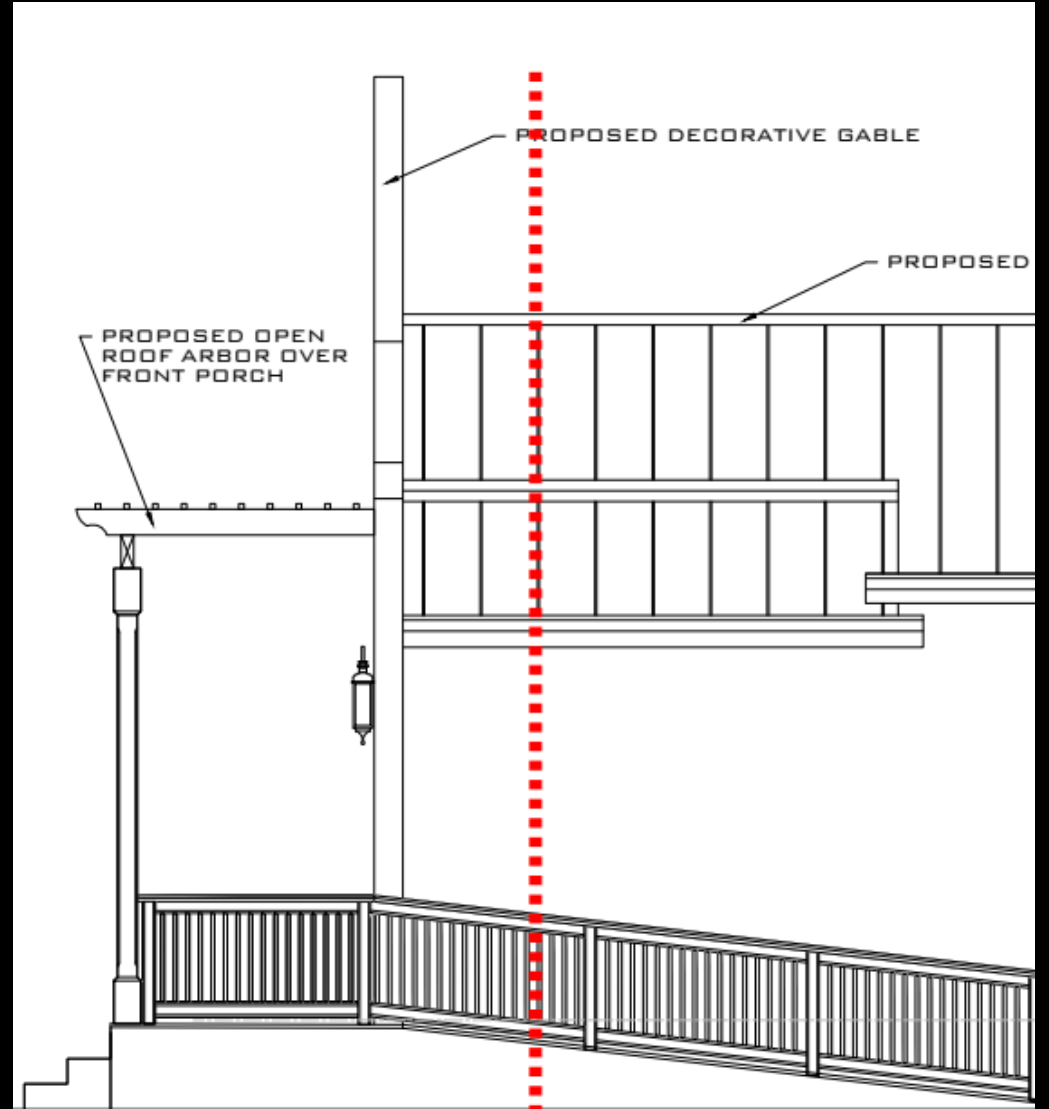 PROPOSED DECORATIVE GABLE
PROPOSED
PROPOSED OPEN
ROOF ARBOR OVER
FRONT PORCH